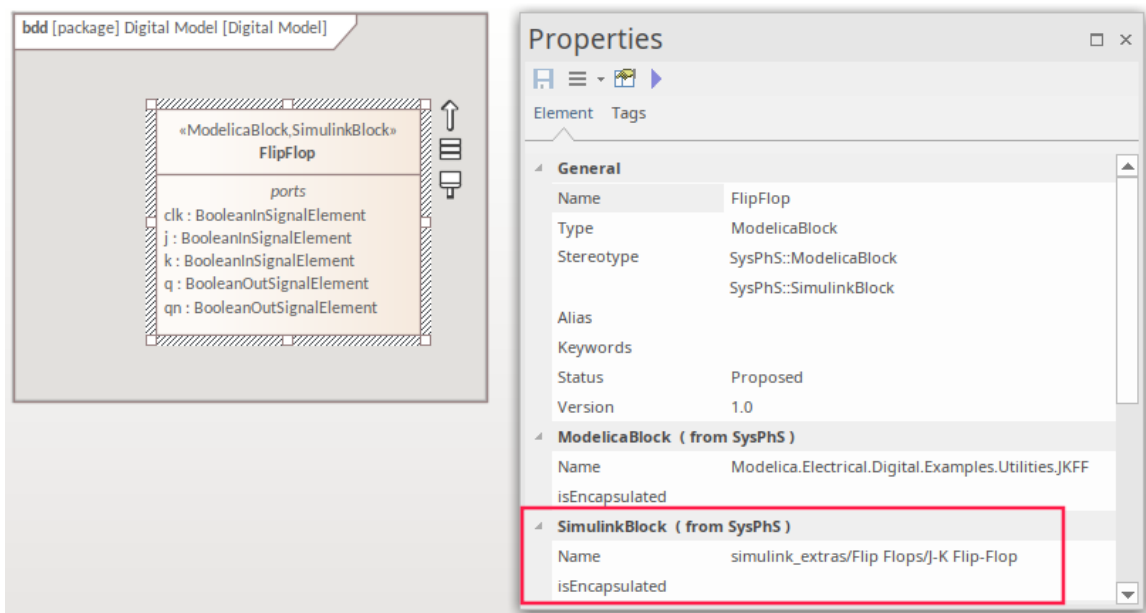 bdd [package] Digital Model [Digital Model]
«ModelicaBlock,SimulinkBlock»
FlipFlop
ports
clk : BooleanInSignalElement
j : BooleanInSignalElement
k : BooleanInSignalElement
q : BooleanOutSignalElement
qn : BooleanOutSignalElement
Properties
Element Tags
General
Name FlipFlop
Type ModelicaBlock
Stereotype SysPhS::ModelicaBlock
SysPhS::SimulinkBlock
Alias
Keywords
Status Proposed
Version 1.0
ModelicaBlock ( from SysPhS )
Name Modelica.Electrical.Digital.Examples.Utilities.JKFF
isEncapsulated
SimulinkBlock ( from SysPhS )
Name simulink_extras/Flip Flops/J-K Flip-Flop
isEncapsulated